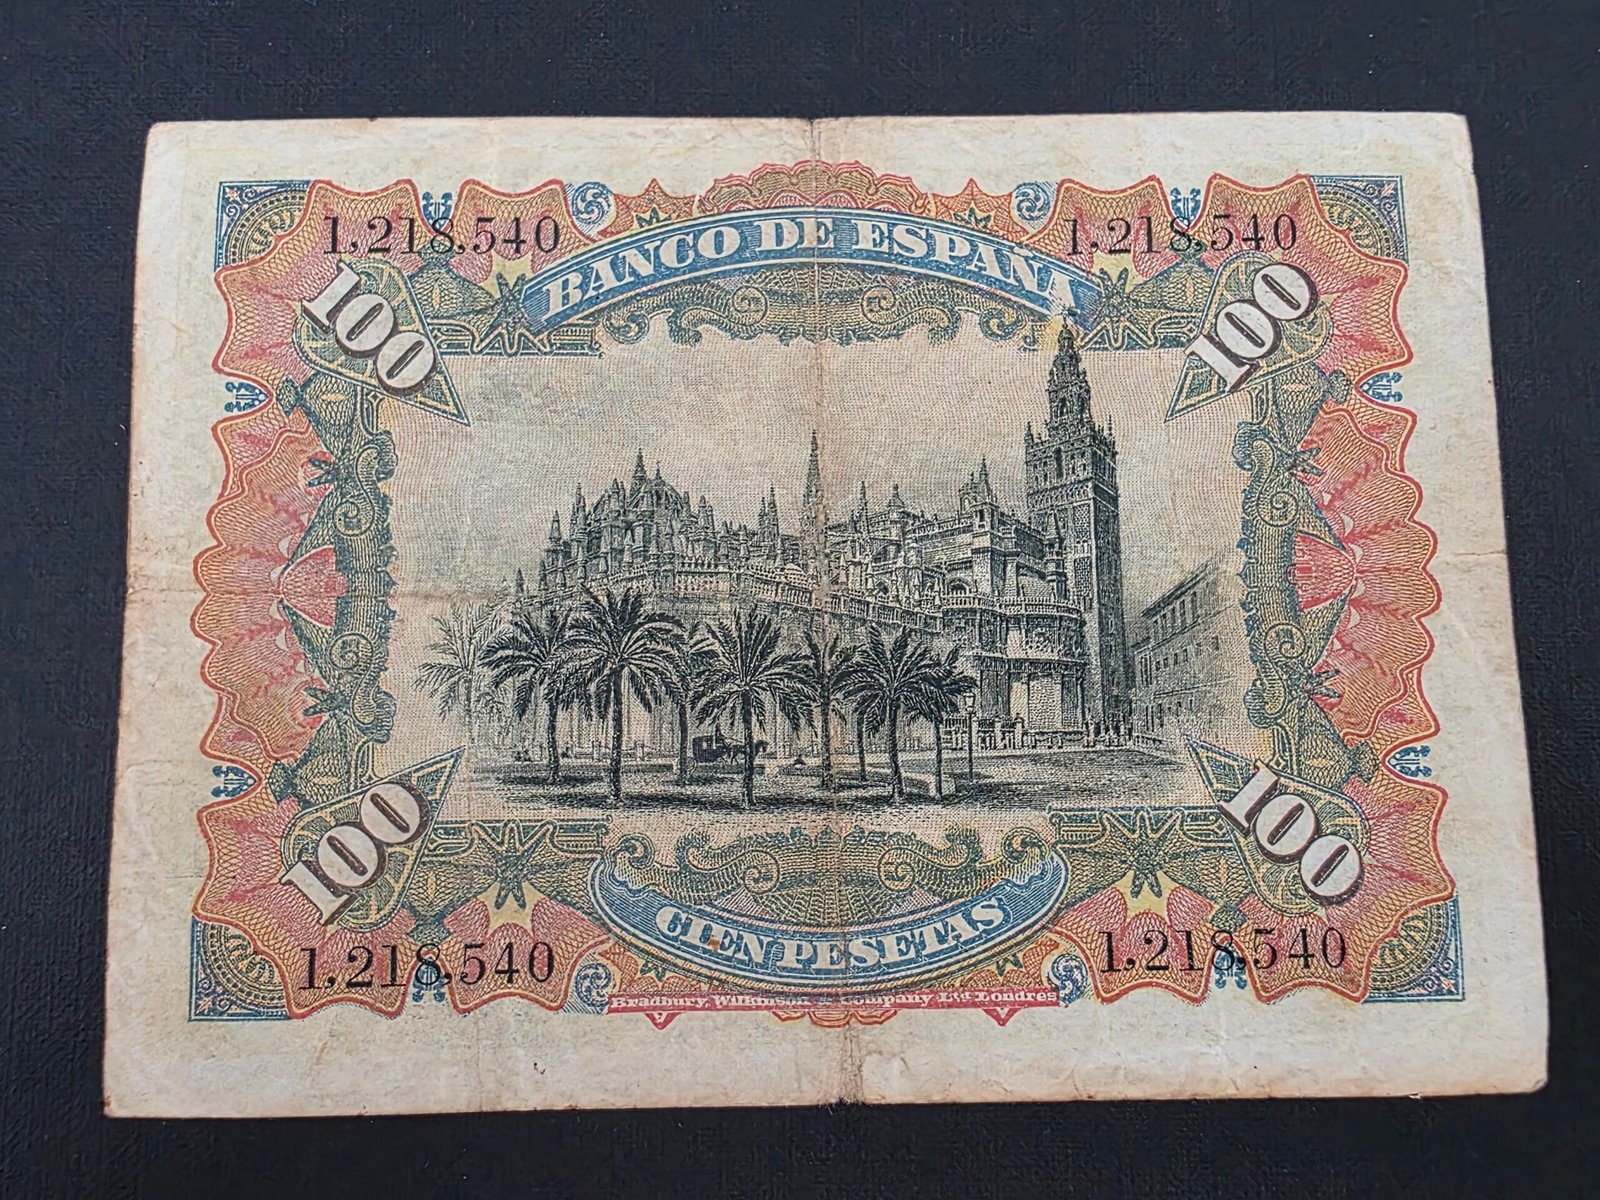 1,218,540 1,218,540
BANCO DE ESPAÑA
100 100
100 100
CIEN PESETAS
1,218,540 1,218,540
Bradbury, Wilkinson & Company Ltd Londres